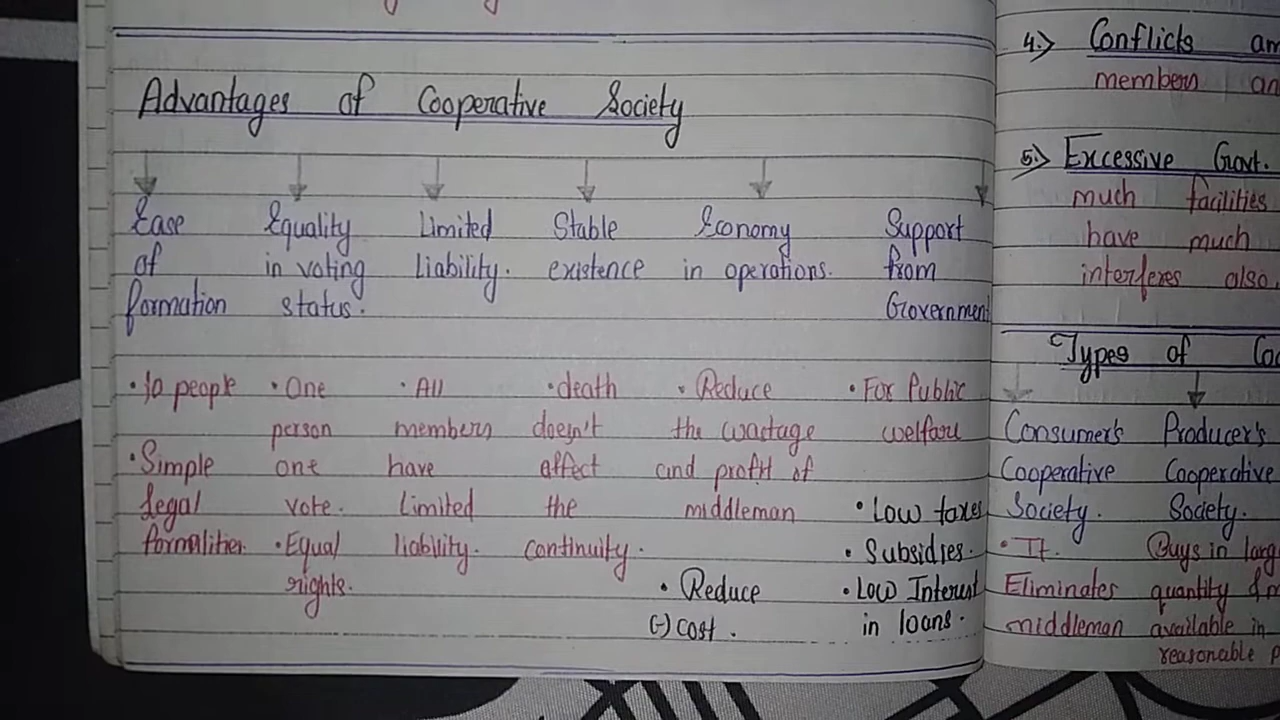 Advantages of Cooperative Society
Ease of formation
Equality in voting status.
Limited liability.
Stable existence
Economy in operations.
Support from Government
• 10 people
• Simple legal formalities.
• One person one vote.
• Equal rights.
• All members have limited liability.
• death doesn't affect the continuity.
• Reduce the wastage and profit of middleman
• Reduce (-) cost.
• For Public welfare
• Low taxes
• Subsidies.
• Low Interest in loans.
4.> Conflicts
members
5.> Excessive Govt.
much facilities
have much
interferes also.
Types of
Consumer's Cooperative Society.
Producer's Cooperative Society.
• It Eliminates middleman
Buys in
quantity
available in
reasonable